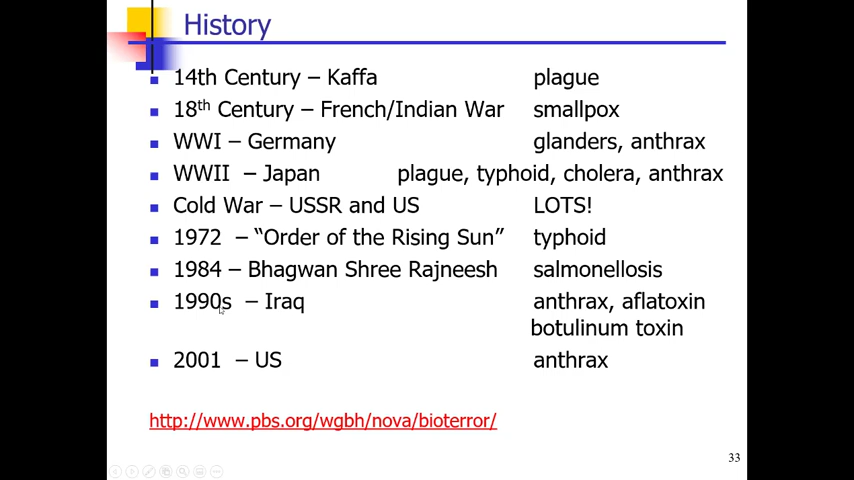 History
14th Century – Kaffa plague
18th Century – French/Indian War smallpox
WWI – Germany glanders, anthrax
WWII – Japan plague, typhoid, cholera, anthrax
Cold War – USSR and US LOTS!
1972 – “Order of the Rising Sun” typhoid
1984 – Bhagwan Shree Rajneesh salmonellosis
1990s – Iraq anthrax, aflatoxin
botulinum toxin
2001 – US anthrax
http://www.pbs.org/wgbh/nova/bioterror/
33